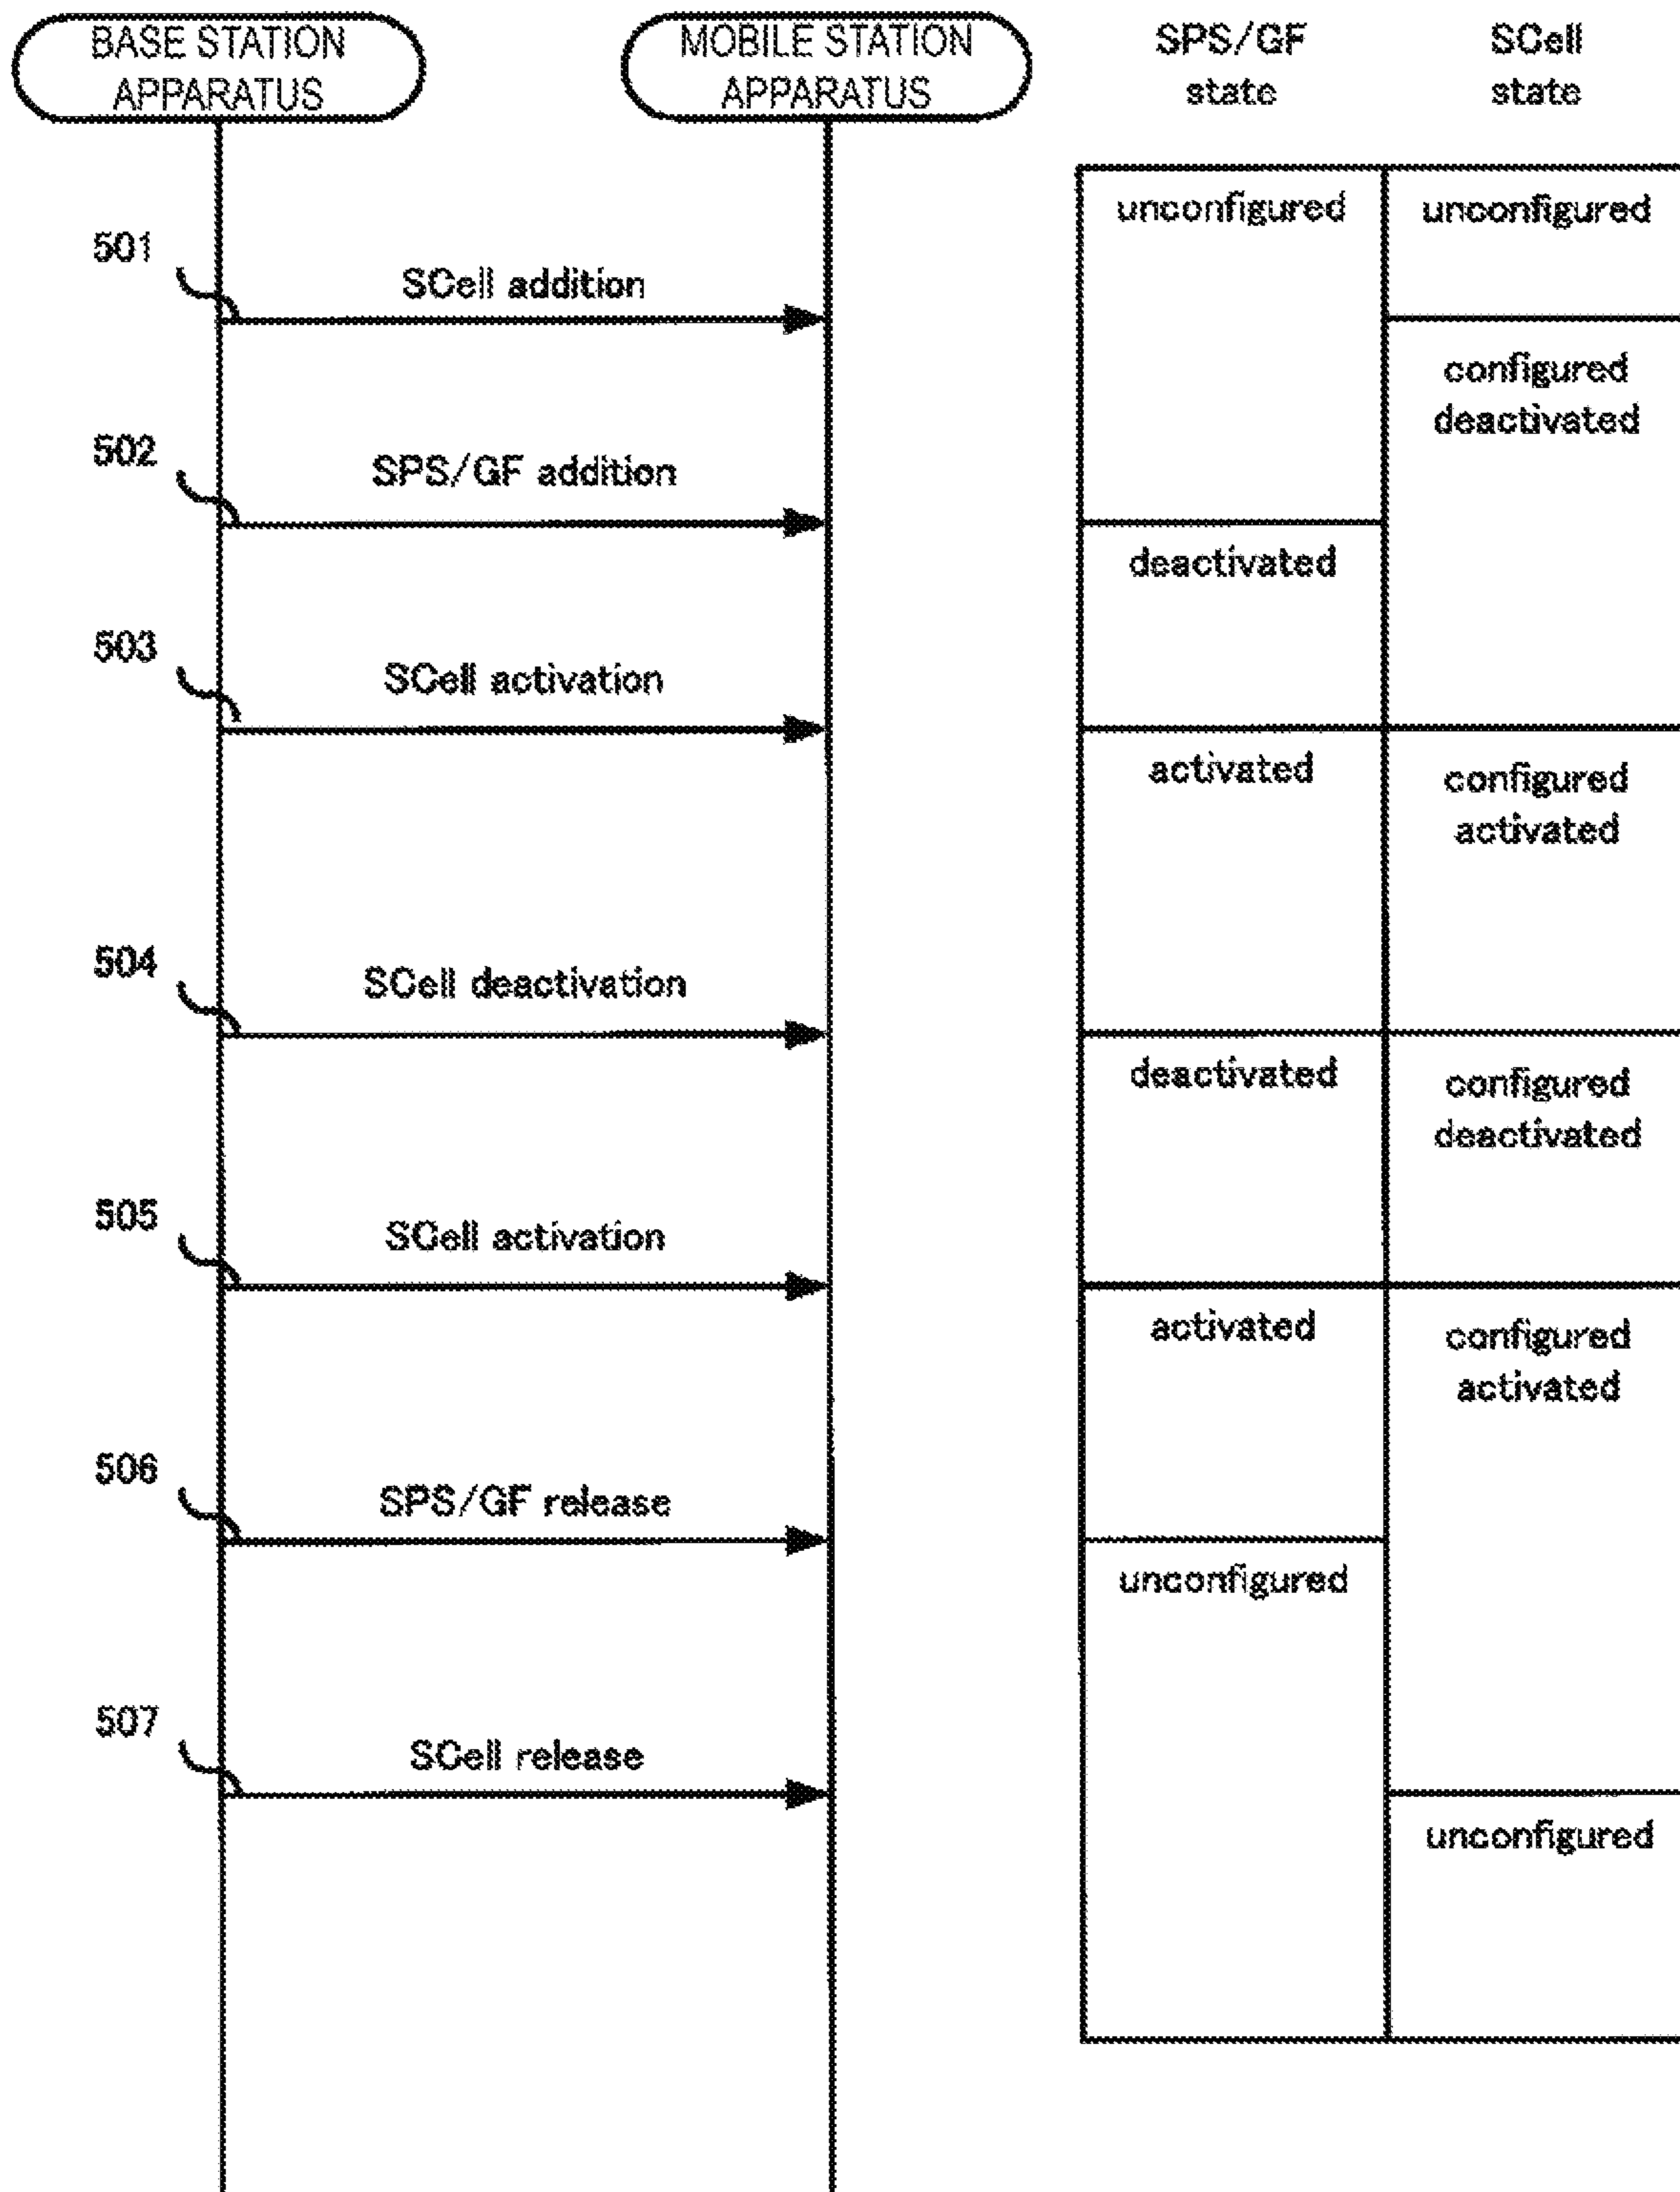 BASE STATION
APPARATUS
MOBILE STATION
APPARATUS
SPS/GF
state
SCell
state
unconfigured
unconfigured
501
SCell addition
configured
deactivated
502
SPS/GF addition
deactivated
503
SCell activation
activated
configured
activated
504
SCell deactivation
deactivated
configured
deactivated
505
SCell activation
activated
configured
activated
506
SPS/GF release
unconfigured
507
SCell release
unconfigured